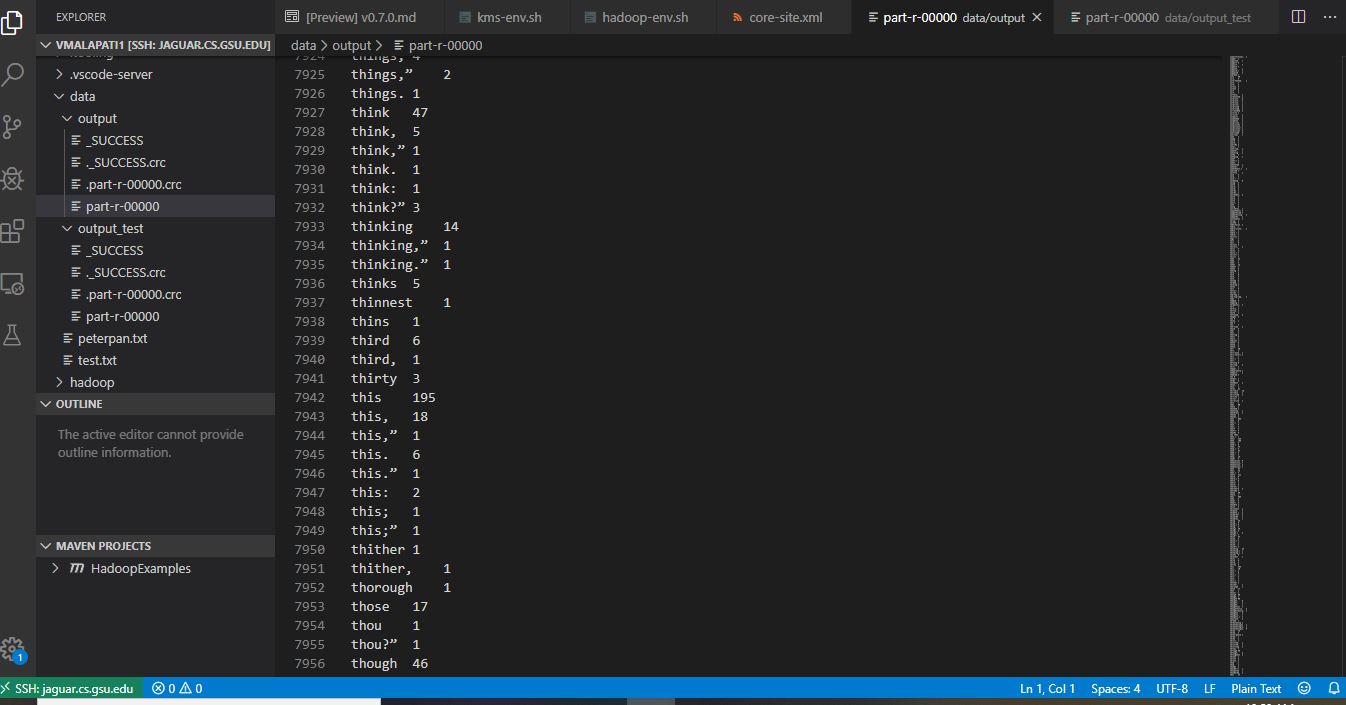 EXPLORER
[Preview] v0.7.0.md
kms-env.sh
hadoop-env.sh
core-site.xml
part-r-00000 data/output
part-r-00000 data/output_test
VMALAPATI1 [SSH: JAGUAR.CS.GSU.EDU]
.vscode-server
data
output
_SUCCESS
._SUCCESS.crc
.part-r-00000.crc
part-r-00000
output_test
_SUCCESS
._SUCCESS.crc
.part-r-00000.crc
part-r-00000
peterpan.txt
test.txt
hadoop
OUTLINE
The active editor cannot provide
outline information.
MAVEN PROJECTS
HadoopExamples
1
data > output > part-r-00000
7924 things, 4
7925 things,” 2
7926 things. 1
7927 think 47
7928 think, 5
7929 think,” 1
7930 think. 1
7931 think: 1
7932 think?” 3
7933 thinking 14
7934 thinking,” 1
7935 thinking.” 1
7936 thinks 5
7937 thinnest 1
7938 thins 1
7939 third 6
7940 third, 1
7941 thirty 3
7942 this 195
7943 this, 18
7944 this,” 1
7945 this. 6
7946 this.” 1
7947 this: 2
7948 this; 1
7949 this;” 1
7950 thither 1
7951 thither, 1
7952 thorough 1
7953 those 17
7954 thou 1
7955 thou?” 1
7956 though 46
SSH: jaguar.cs.gsu.edu 0 0 Ln 1, Col 1 Spaces: 4 UTF-8 LF Plain Text